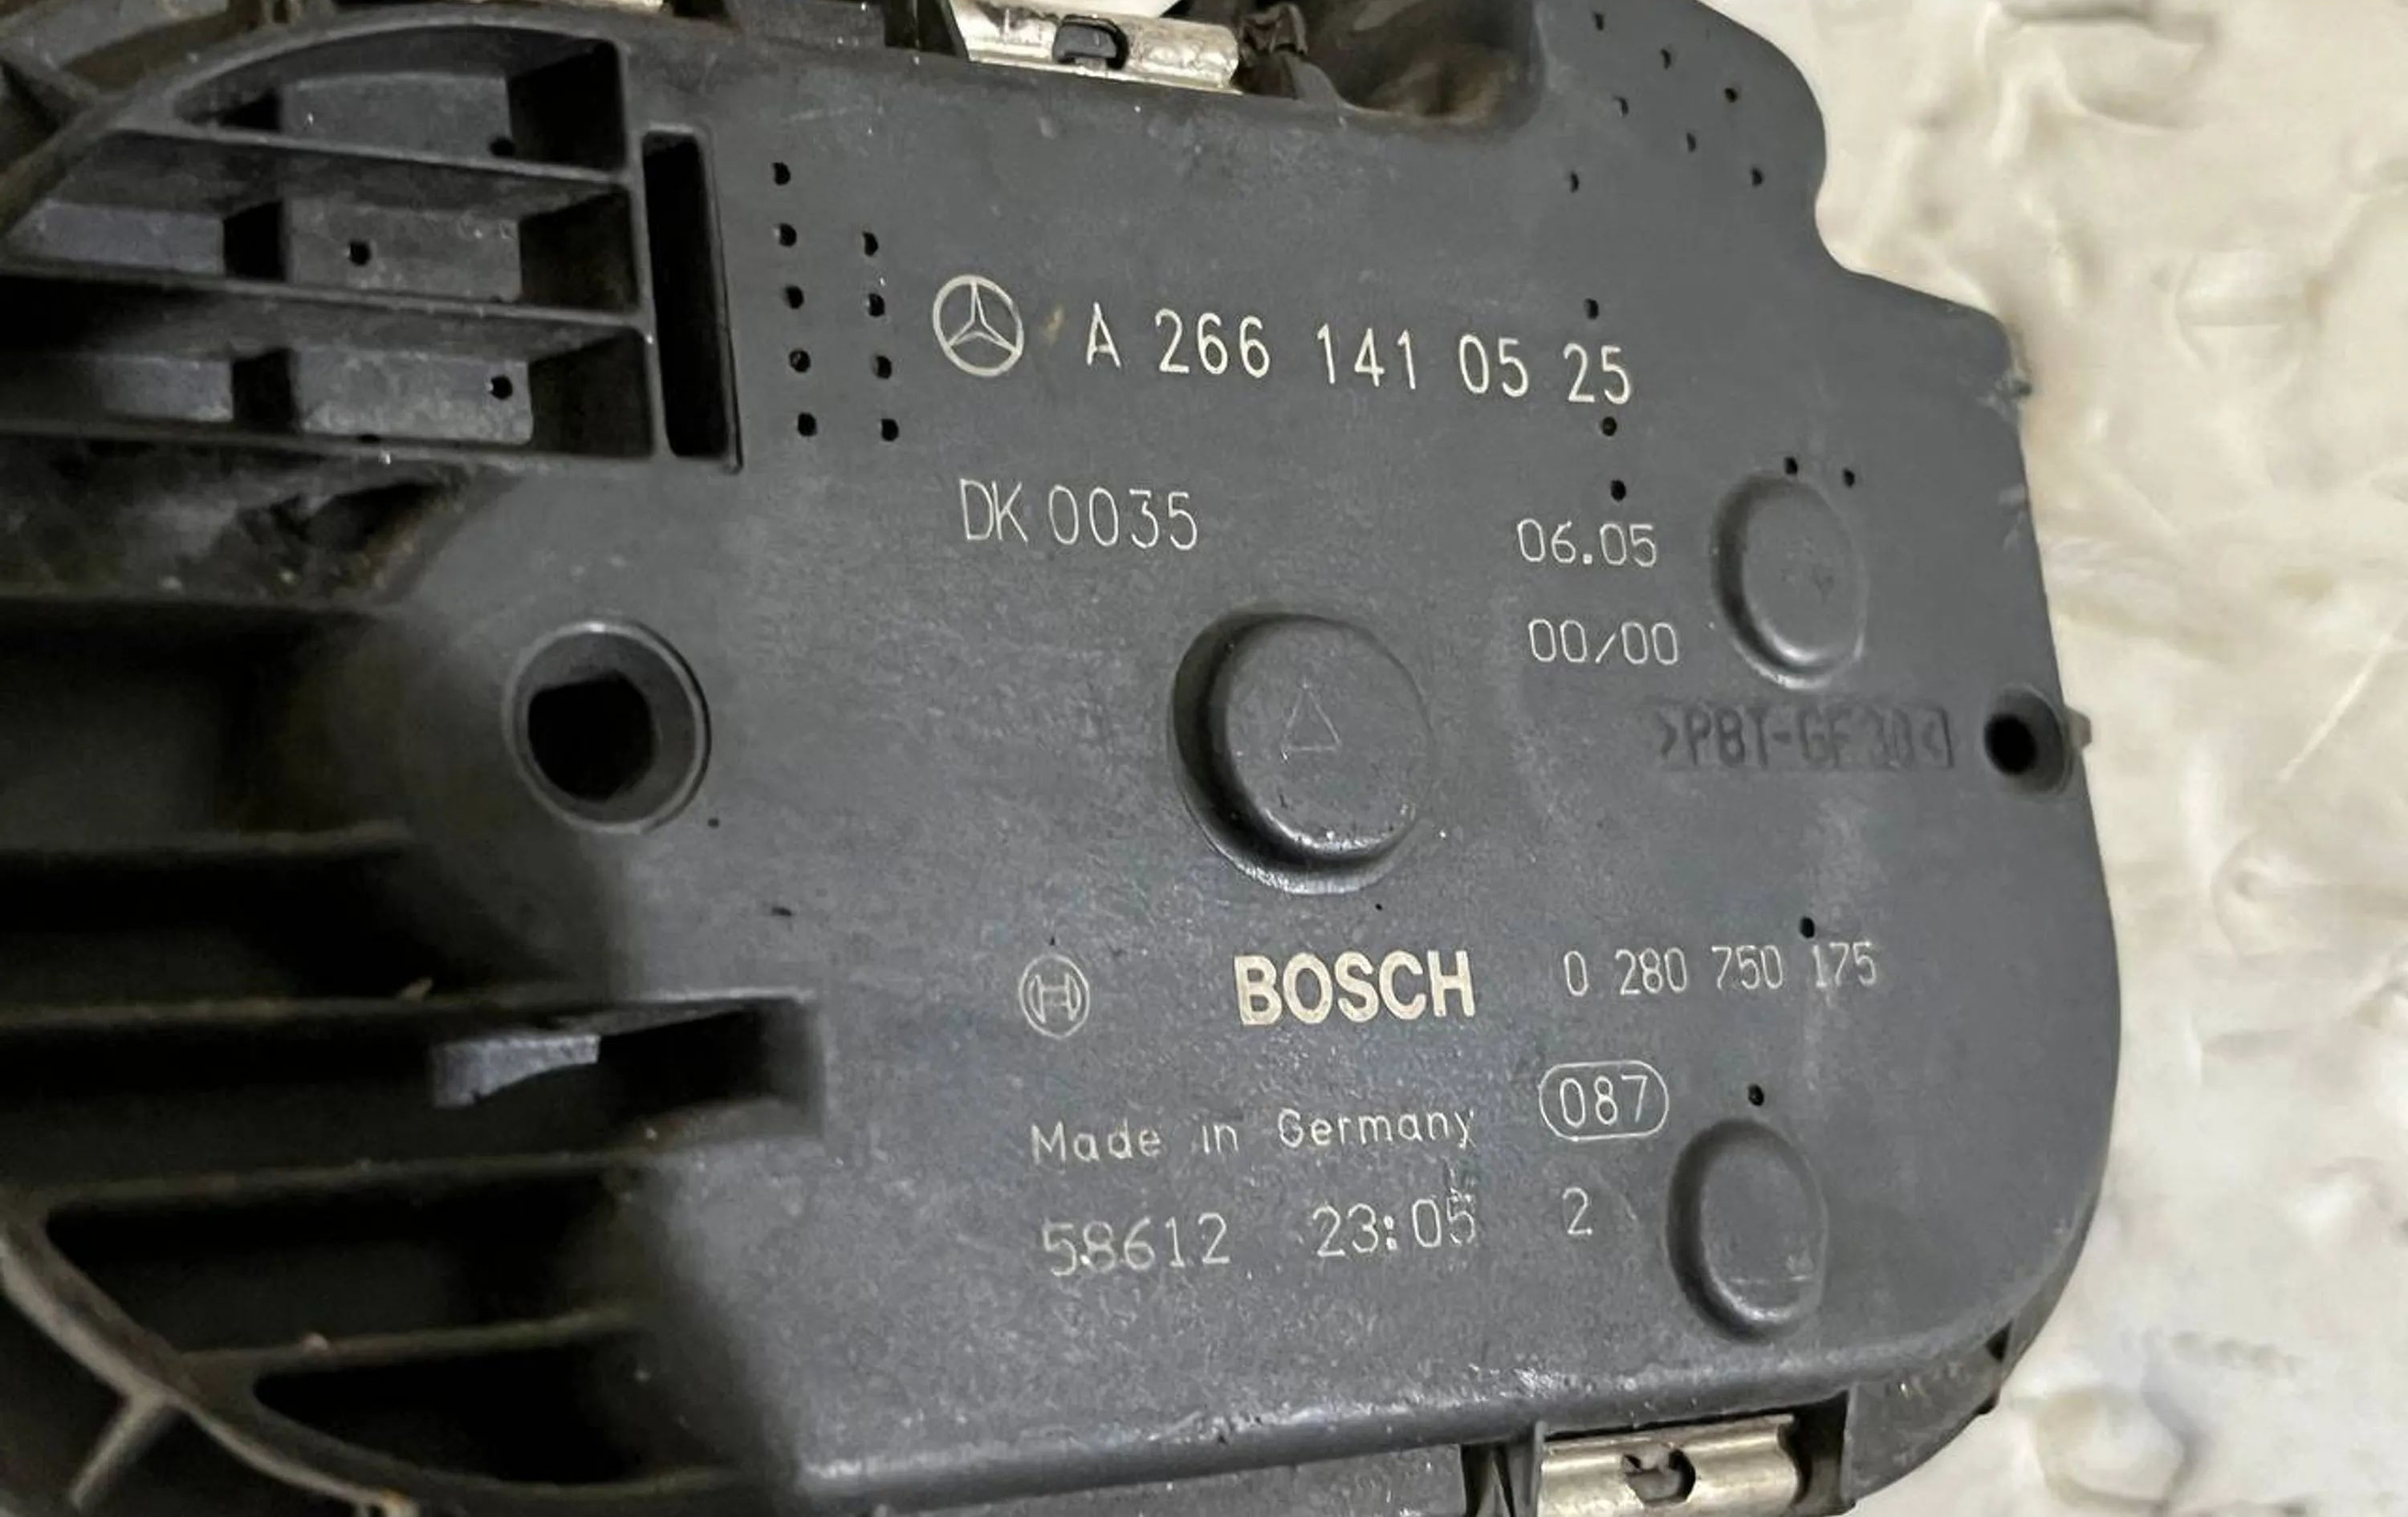 A 266 141 05 25
DK 0035
06.05
00/00
>PBT-GF30<
BOSCH 0 280 750 175
Made in Germany 087
58612 23:05 2